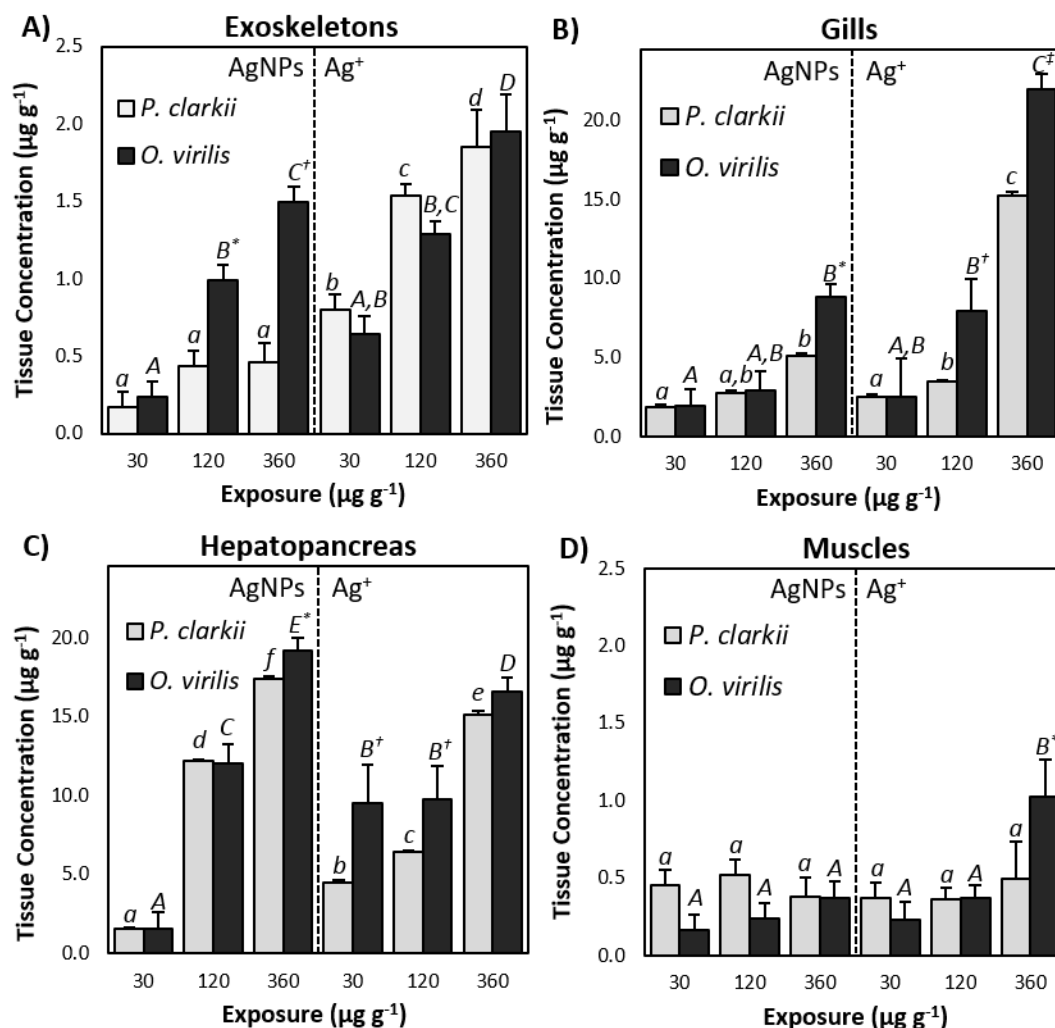 A) Exoskeletons
Tissue Concentration (µg g⁻¹)
2.5
2.0
1.5
1.0
0.5
0.0
AgNPs
Ag⁺
P. clarkii
O. virilis
a
A
a
B*
a
C†
b
A,B
c
B,C
d
D
30
120
360
30
120
360
Exposure (µg g⁻¹)
B) Gills
Tissue Concentration (µg g⁻¹)
20.0
15.0
10.0
5.0
0.0
AgNPs
Ag⁺
P. clarkii
O. virilis
a
A
a,b
A,B
b
B*
a
A,B
b
B†
c
C‡
30
120
360
30
120
360
Exposure (µg g⁻¹)
C) Hepatopancreas
Tissue Concentration (µg g⁻¹)
20.0
15.0
10.0
5.0
0.0
AgNPs
Ag⁺
P. clarkii
O. virilis
a
A
d
C
f
E*
b
B†
c
B†
e
D
30
120
360
30
120
360
Exposure (µg g⁻¹)
D) Muscles
Tissue Concentration (µg g⁻¹)
2.5
2.0
1.5
1.0
0.5
0.0
AgNPs
Ag⁺
P. clarkii
O. virilis
a
A
a
A
a
A
a
A
a
A
a
B*
30
120
360
30
120
360
Exposure (µg g⁻¹)